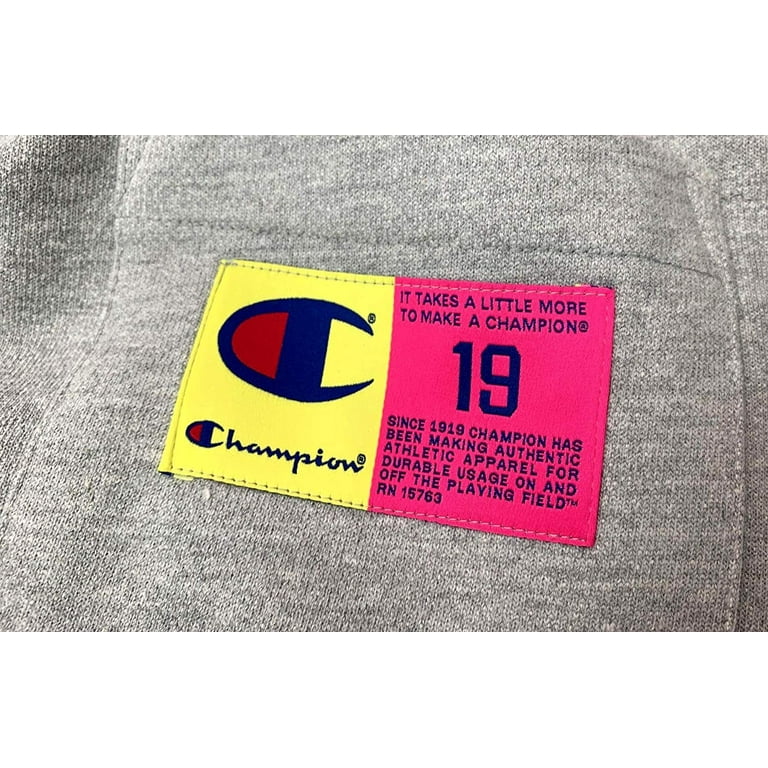 C®
Champion®
IT TAKES A LITTLE MORE
TO MAKE A CHAMPION®
19
SINCE 1919 CHAMPION HAS
BEEN MAKING AUTHENTIC
ATHLETIC APPAREL FOR
DURABLE USAGE ON AND
OFF THE PLAYING FIELD™
RN 15763